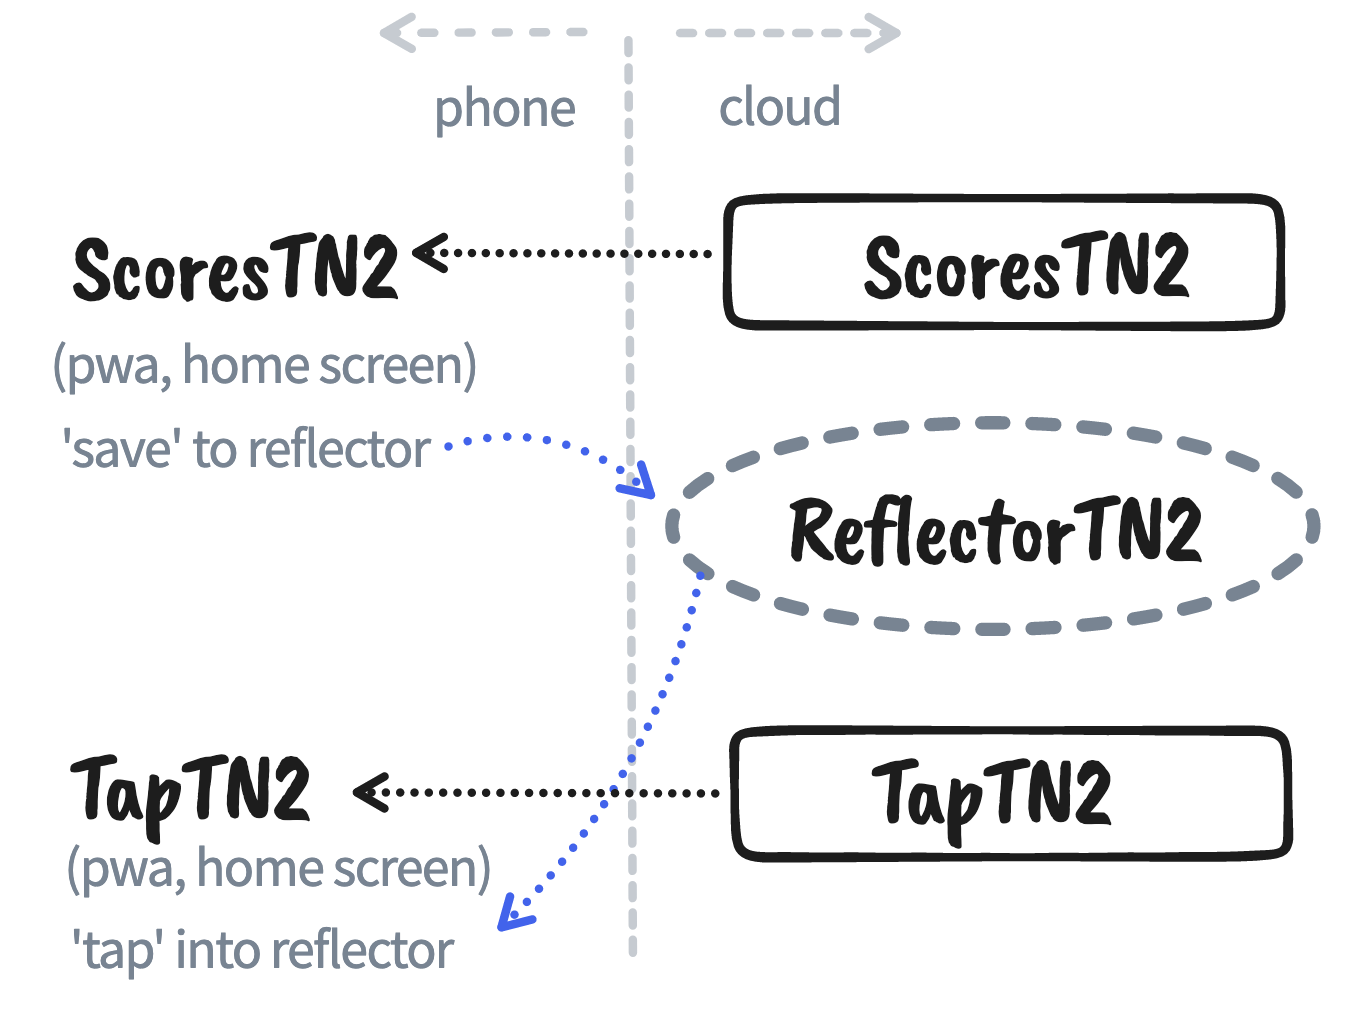 phone
cloud
ScoresTN2
ScoresTN2
(pwa, home screen)
'save' to reflector
ReflectorTN2
TapTN2
TapTN2
(pwa, home screen)
'tap' into reflector